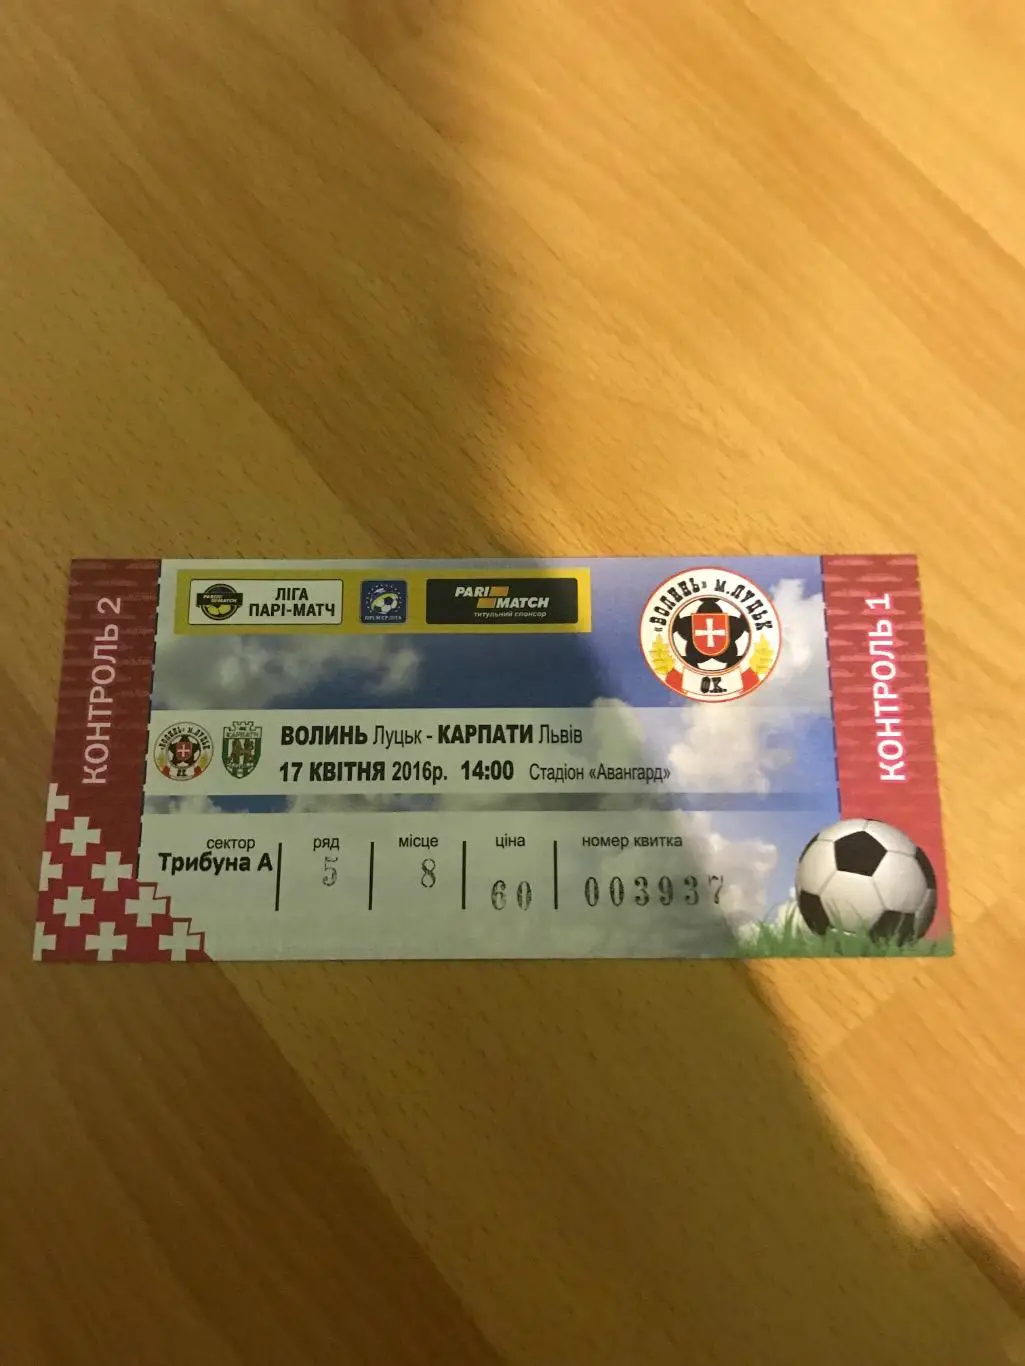 КОНТРОЛЬ 2
ЛІГА
ПАРІ-МАТЧ
PARI MATCH
титульний спонсор
«ВОЛИНЬ» М.ЛУЦЬК
Ф.К.
КОНТРОЛЬ 1
КАРПАТИ
ВОЛИНЬ Луцьк - КАРПАТИ Львів
17 КВІТНЯ 2016р. 14:00 Стадіон «Авангард»
сектор ряд місце ціна номер квитка
Трибуна А 5 8 60 003937